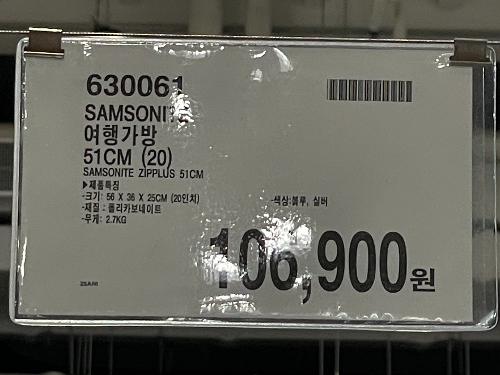 630061
SAMSONITE
여행가방
51CM (20)
SAMSONITE ZIPPLUS 51CM
▶제품특징
-크기: 56 X 36 X 25CM (20인치)
-재질 : 폴리카보네이트
-무게: 2.7KG
-색상:블루, 실버
106,900원